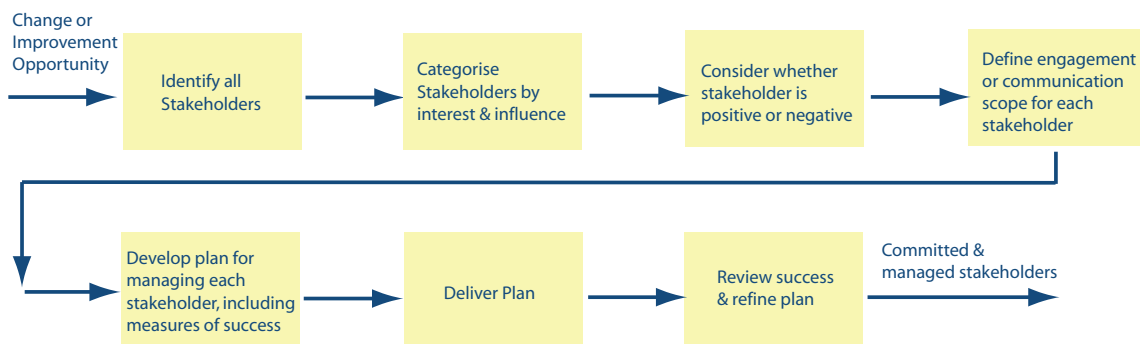 Change or
Improvement
Opportunity
Identify all
Stakeholders
Categorise
Stakeholders by
interest & influence
Consider whether
stakeholder is
positive or negative
Define engagement
or communication
scope for each
stakeholder
Develop plan for
managing each
stakeholder, including
measures of success
Deliver Plan
Review success
& refine plan
Committed &
managed stakeholders